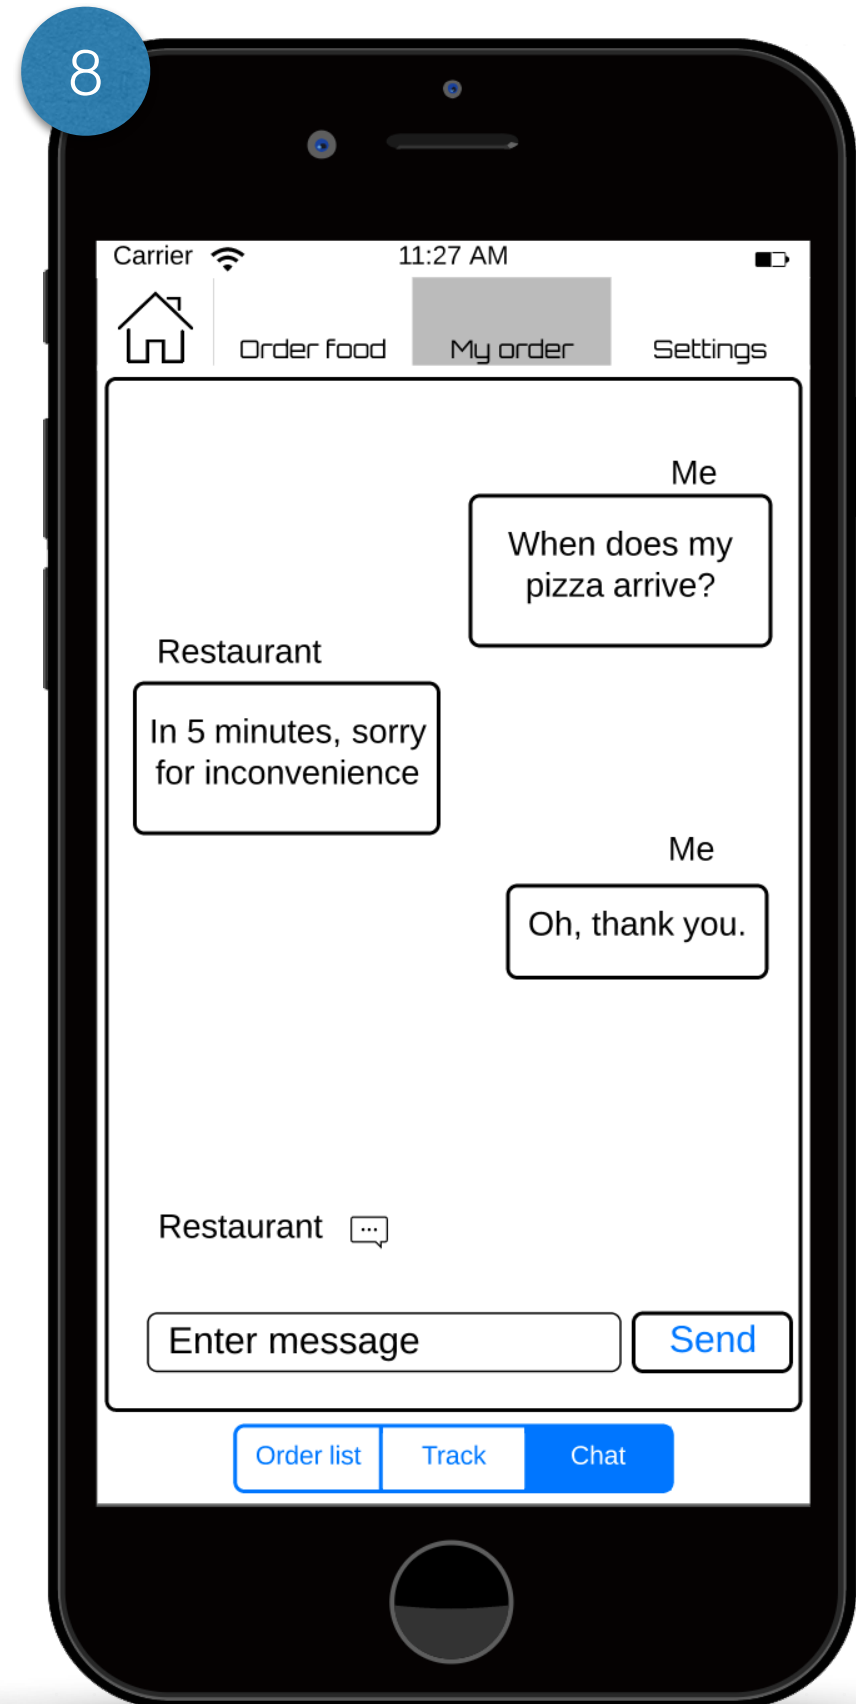 8
Carrier 11:27 AM
Order food My order Settings
Me
When does my
pizza arrive?
Restaurant
In 5 minutes, sorry
for inconvenience
Me
Oh, thank you.
Restaurant
Enter message Send
Order list Track Chat